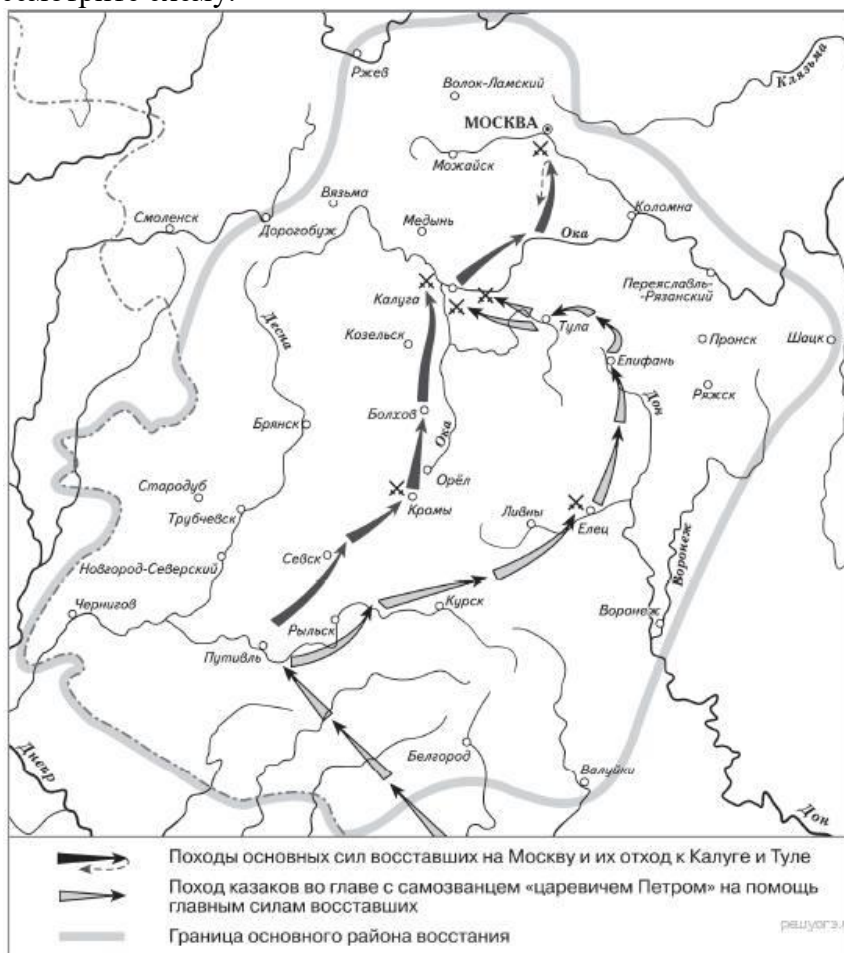 Ржев
Волок-Ламский
Клязьма
МОСКВА
Можайск
Вязьма
Смоленск
Дорогобуж
Медынь
Коломна
Ока
Переяславль-
-Рязанский
Калуга
Десна
Козельск
Тула
Пронск
Шацк
Епифань
Ряжск
Дон
Болхов
Ока
Брянск
Орёл
Стародуб
Трубчевск
Кромы
Ливны
Елец
Воронеж
Севск
Новгород-Северский
Чернигов
Рыльск
Курск
Воронеж
Путивль
Белгород
Днепр
Валуйки
Дон
Походы основных сил восставших на Москву и их отход к Калуге и Туле
Поход казаков во главе с самозванцем «царевичем Петром» на помощь
главным силам восставших
Граница основного района восстания